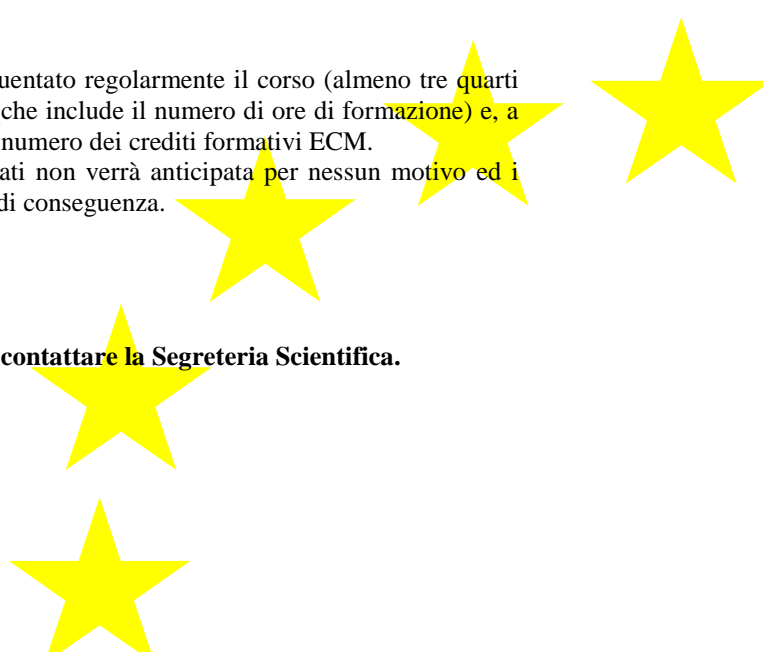 uentato regolarmente il corso (almeno tre quarti
che include il numero di ore di formazione) e, a
numero dei crediti formativi ECM.
ati non verrà anticipata per nessun motivo ed i
di conseguenza.
contattare la Segreteria Scientifica.